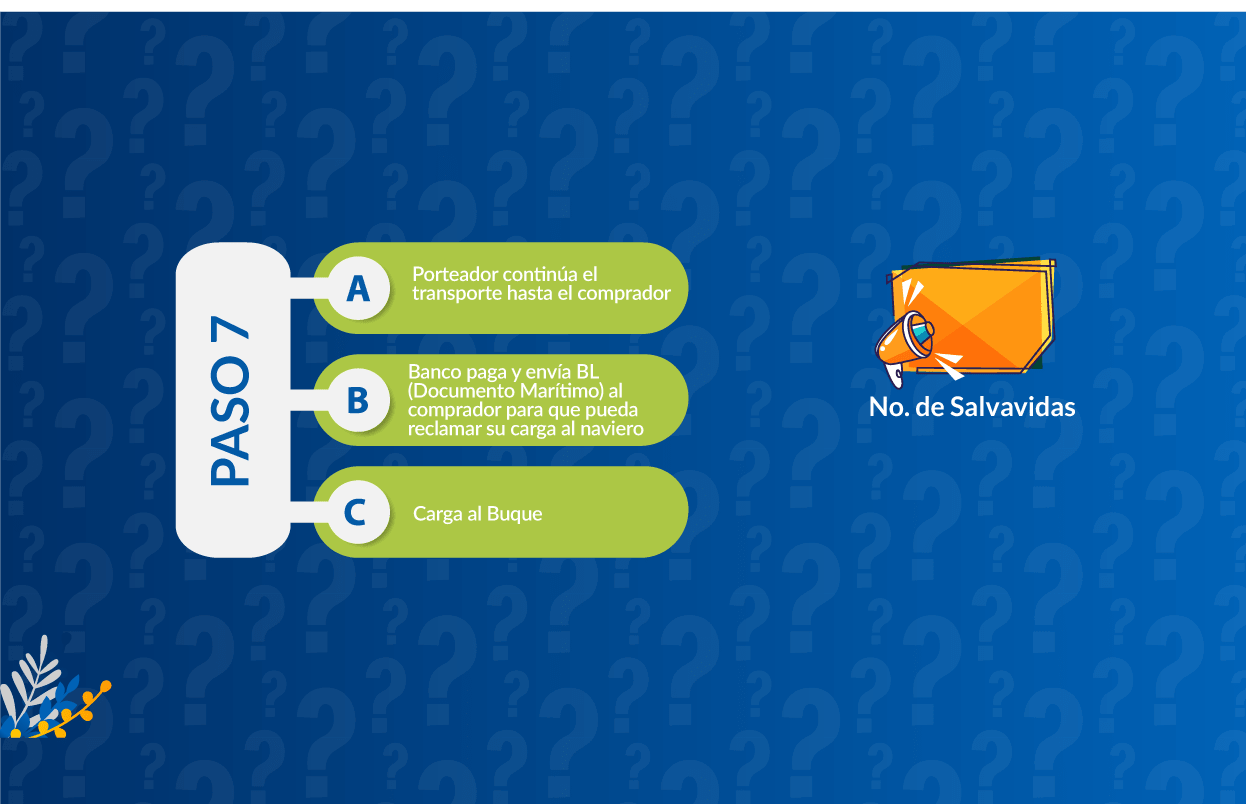 PASO 7
A
Porteador continúa el
transporte hasta el comprador
B
Banco paga y envía BL
(Documento Marítimo) al
comprador para que pueda
reclamar su carga al naviero
C
Carga al Buque
No. de Salvavidas